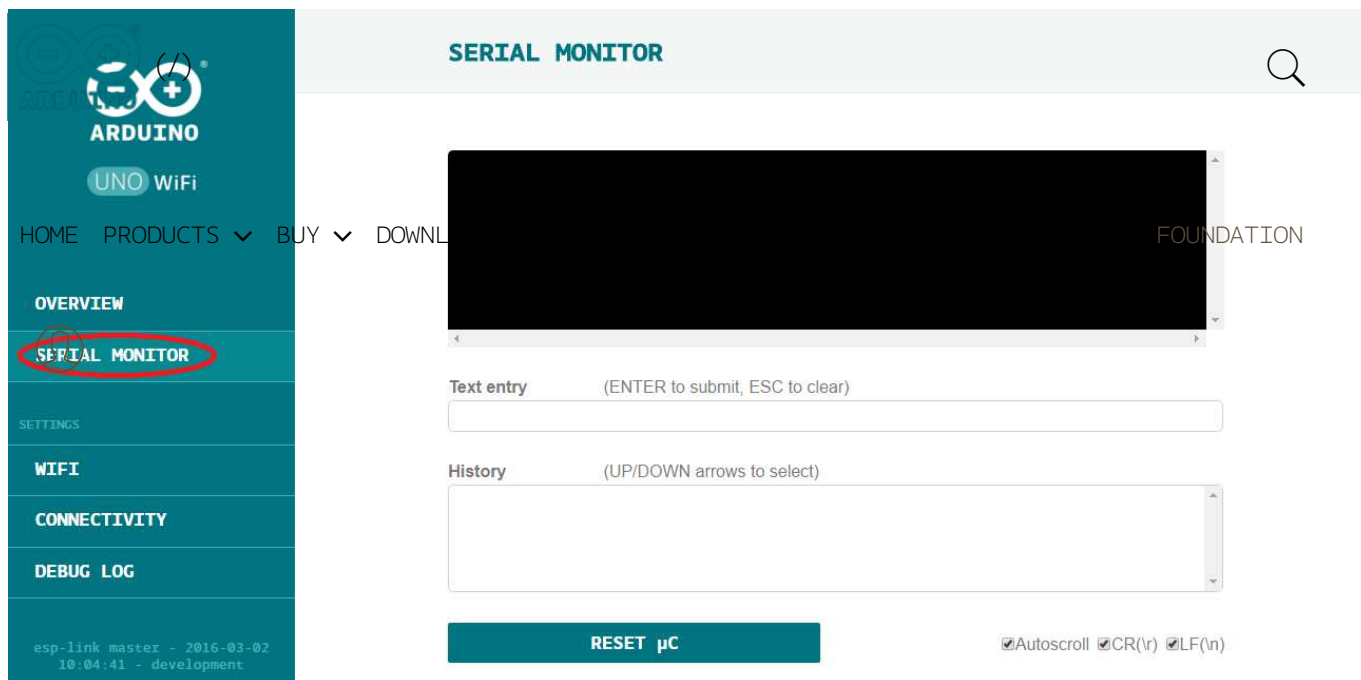 SERIAL MONITOR
(/)
ARDUINO
ARDUINO
UNO WiFi
HOME PRODUCTS BUY DOWNL
FOUNDATION
OVERVIEW
SERIAL MONITOR
SETTINGS
WIFI
CONNECTIVITY
DEBUG LOG
esp-link master - 2016-03-02
10:04:41 - development
Text entry (ENTER to submit, ESC to clear)
History (UP/DOWN arrows to select)
RESET µC
Autoscroll CR(\r) LF(\n)